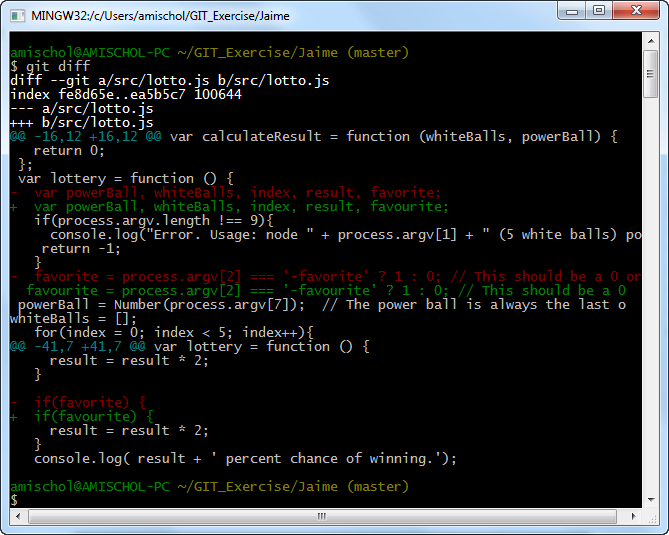 MINGW32:/c/Users/amischol/GIT_Exercise/Jaime
amischol@AMISCHOL-PC ~/GIT_Exercise/Jaime (master)
$ git diff
diff --git a/src/lotto.js b/src/lotto.js
index fe8d65e..ea5b5c7 100644
--- a/src/lotto.js
+++ b/src/lotto.js
@@ -16,12 +16,12 @@ var calculateResult = function (whiteBalls, powerBall) {
   return 0;
 };
 var lottery = function () {
-  var powerBall, whiteBalls, index, result, favorite;
+  var powerBall, whiteBalls, index, result, favourite;
   if(process.argv.length !== 9){
     console.log("Error. Usage: node " + process.argv[1] + " (5 white balls) po
    return -1;
   }
-  favorite = process.argv[2] === '-favorite' ? 1 : 0; // This should be a 0 or
  favourite = process.argv[2] === '-favourite' ? 1 : 0; // This should be a 0
 powerBall = Number(process.argv[7]);  // The power ball is always the last o
whiteBalls = [];
   for(index = 0; index < 5; index++){
@@ -41,7 +41,7 @@ var lottery = function () {
     result = result * 2;
   }
-  if(favorite) {
+  if(favourite) {
     result = result * 2;
   }
   console.log( result + ' percent chance of winning.');
amischol@AMISCHOL-PC ~/GIT_Exercise/Jaime (master)
$